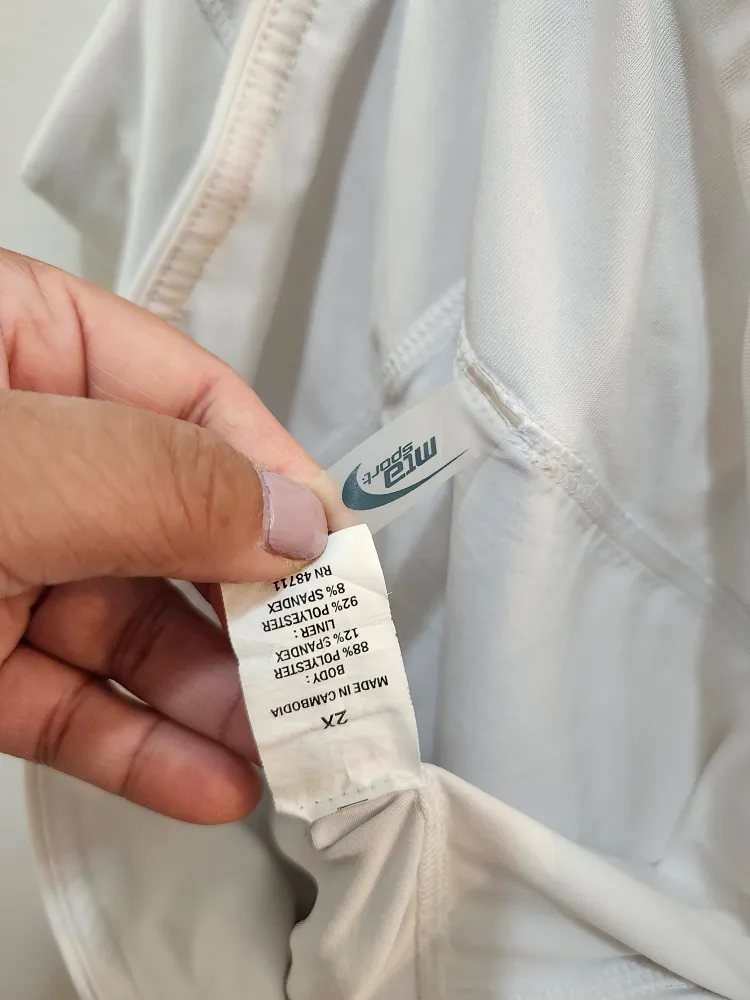 mta
sport
2X
MADE IN CAMBODIA
BODY:
88% POLYESTER
12% SPANDEX
LINER:
92% POLYESTER
8% SPANDEX
RN 48711